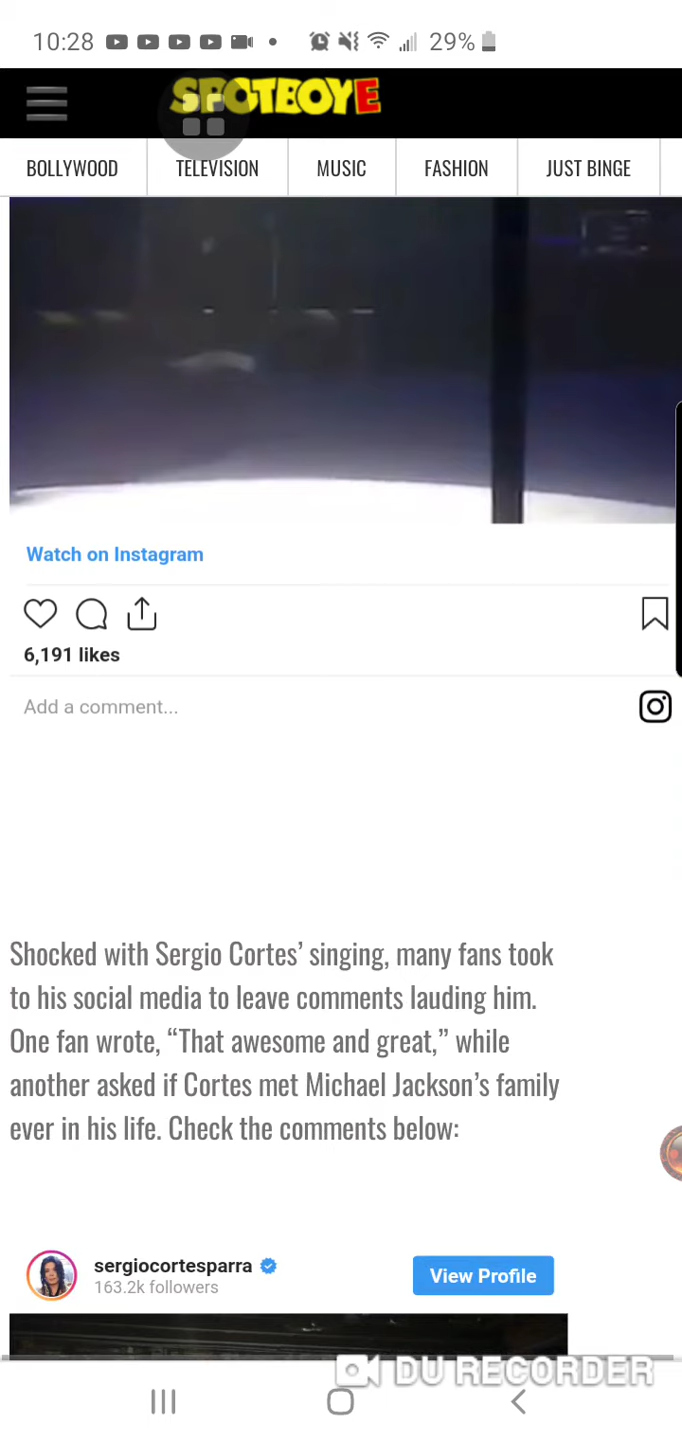 10:28
29%
SPOTBOYE
BOLLYWOOD TELEVISION MUSIC FASHION JUST BINGE
Watch on Instagram
6,191 likes
Add a comment...
Shocked with Sergio Cortes’ singing, many fans took
to his social media to leave comments lauding him.
One fan wrote, “That awesome and great,” while
another asked if Cortes met Michael Jackson’s family
ever in his life. Check the comments below:
sergiocortesparra
View Profile
163.2k followers
DU RECORDER